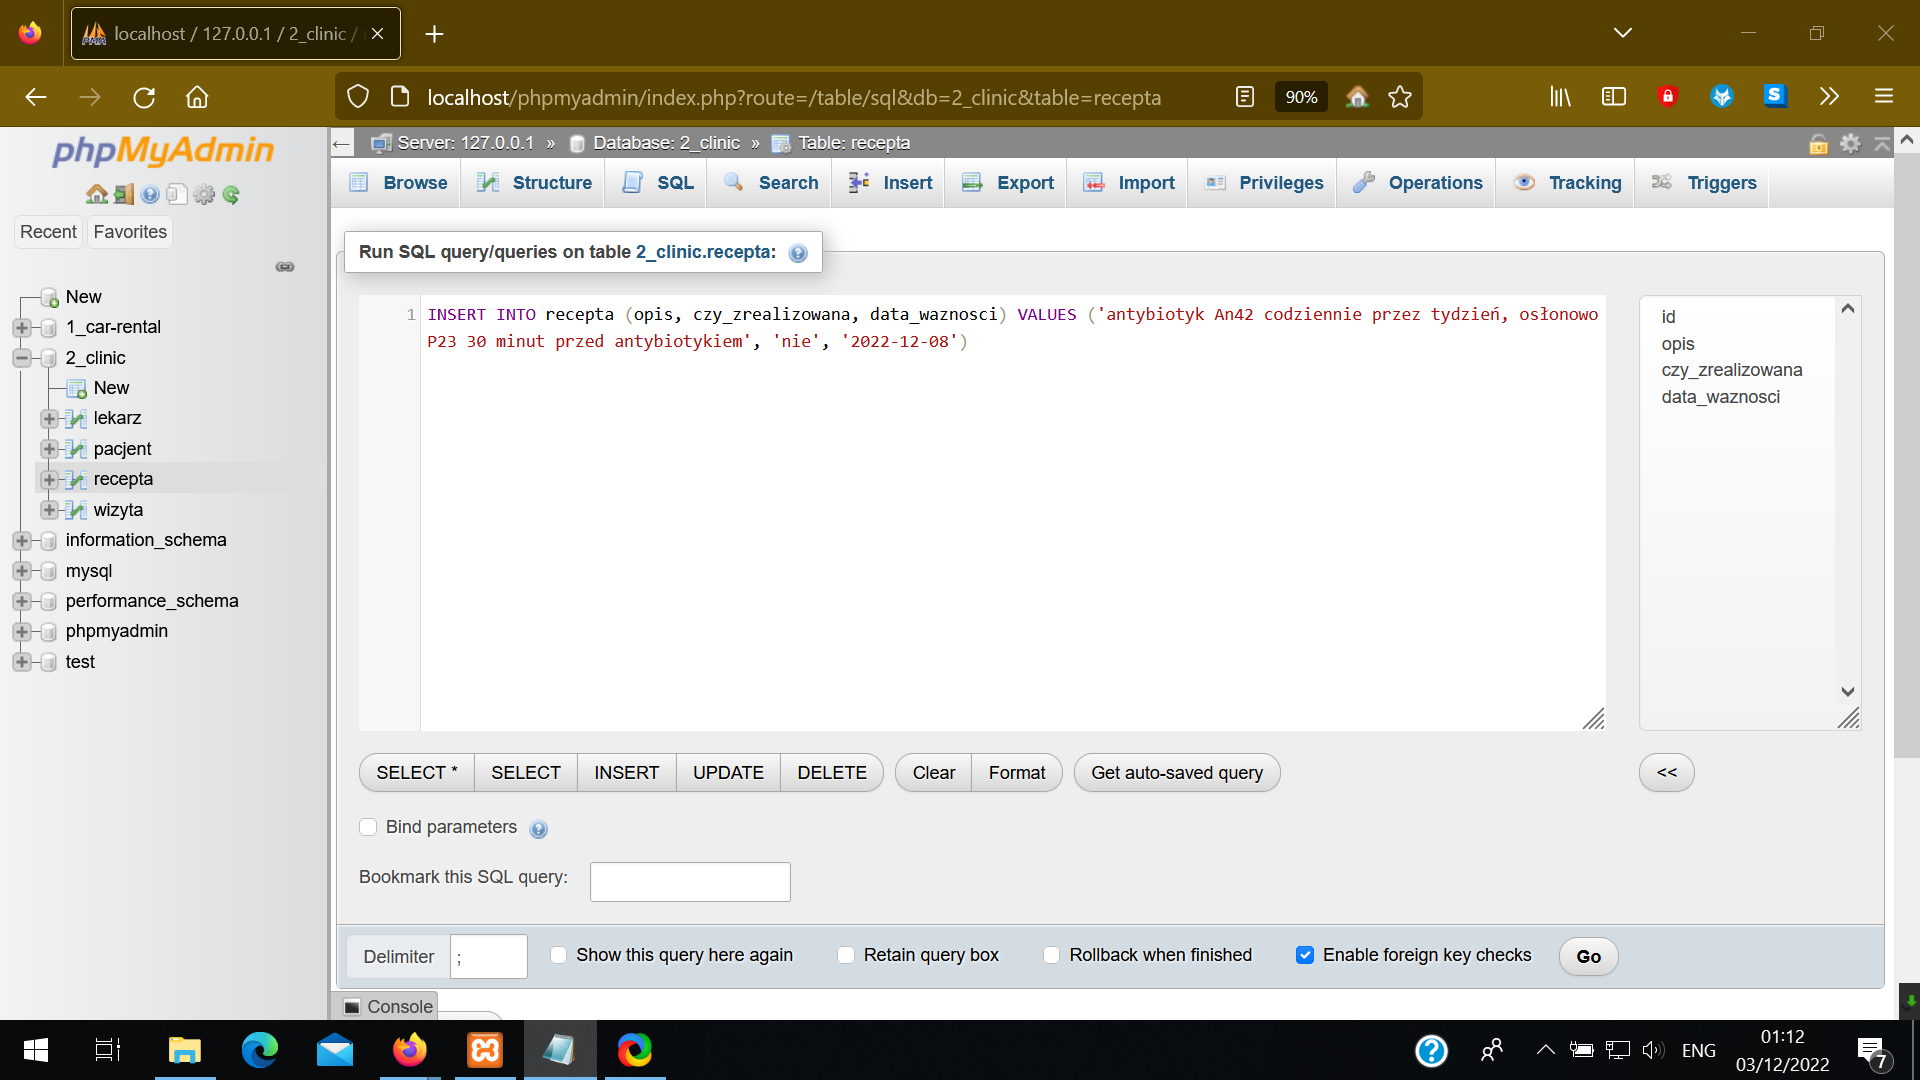 localhost / 127.0.0.1 / 2_clinic /
localhost/phpmyadmin/index.php?route=/table/sql&db=2_clinic&table=recepta
90%
phpMyAdmin
Recent
Favorites
New
1_car-rental
2_clinic
New
lekarz
pacjent
recepta
wizyta
information_schema
mysql
performance_schema
phpmyadmin
test
Server: 127.0.0.1 » Database: 2_clinic » Table: recepta
Browse
Structure
SQL
Search
Insert
Export
Import
Privileges
Operations
Tracking
Triggers
Run SQL query/queries on table 2_clinic.recepta:
1
INSERT INTO recepta (opis, czy_zrealizowana, data_waznosci) VALUES ('antybiotyk An42 codziennie przez tydzień, osłonowo
P23 30 minut przed antybiotykiem', 'nie', '2022-12-08')
id
opis
czy_zrealizowana
data_waznosci
SELECT *
SELECT
INSERT
UPDATE
DELETE
Clear
Format
Get auto-saved query
<<
Bind parameters
Bookmark this SQL query:
Delimiter
;
Show this query here again
Retain query box
Rollback when finished
Enable foreign key checks
Go
Console
ENG
01:12
03/12/2022
7